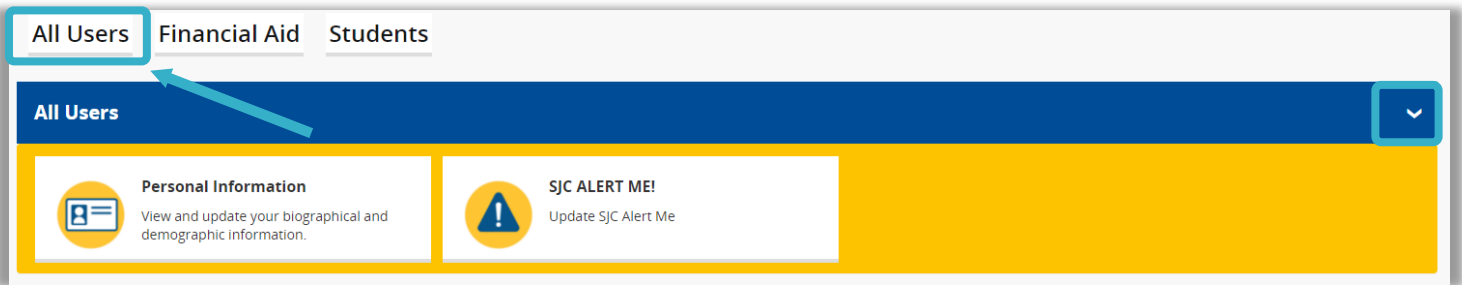 All Users Financial Aid Students
All Users
Personal Information
View and update your biographical and
demographic information.
SJC ALERT ME!
Update SJC Alert Me